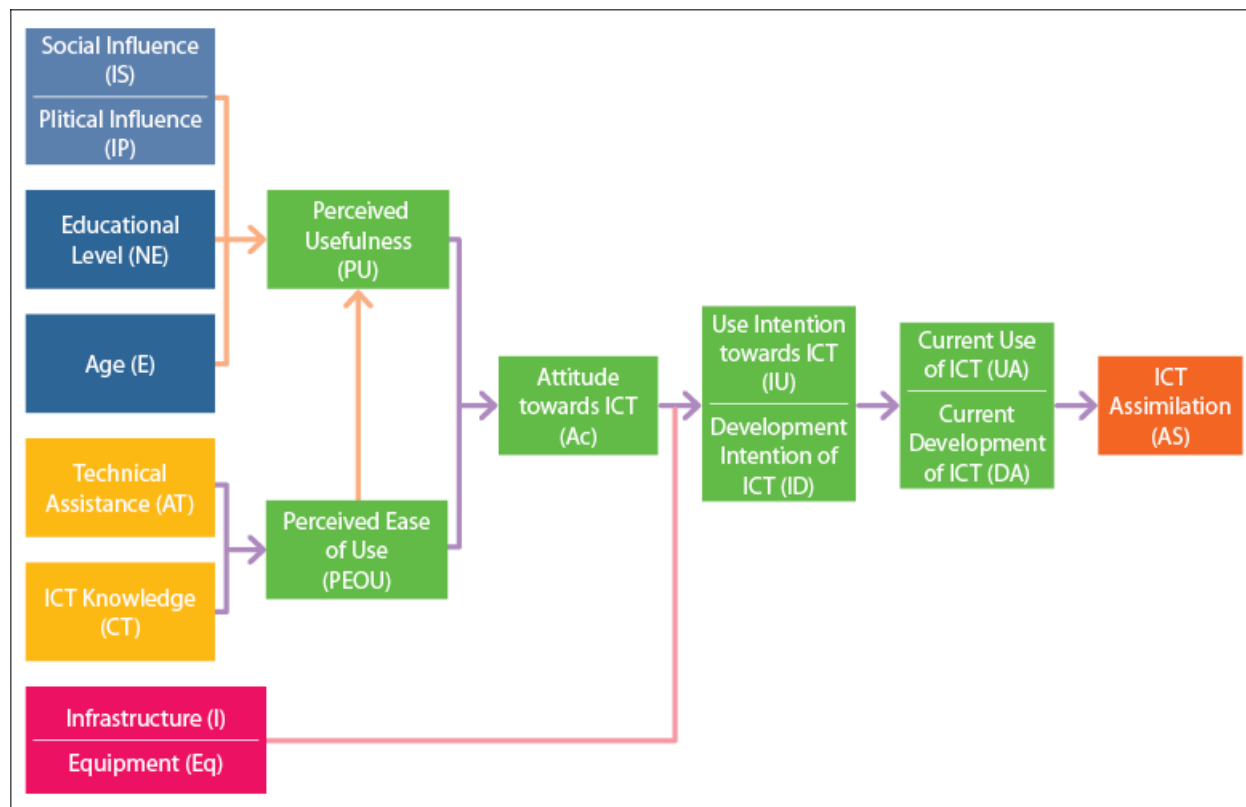 Social Influence
(IS)
Plitical Influence
(IP)
Educational
Level (NE)
Age (E)
Technical
Assistance (AT)
ICT Knowledge
(CT)
Infrastructure (I)
Equipment (Eq)
Perceived
Usefulness
(PU)
Perceived Ease
of Use
(PEOU)
Attitude
towards ICT
(Ac)
Use Intention
towards ICT
(IU)
Development
Intention of
ICT (ID)
Current Use
of ICT (UA)
Current
Development
of ICT (DA)
ICT
Assimilation
(AS)